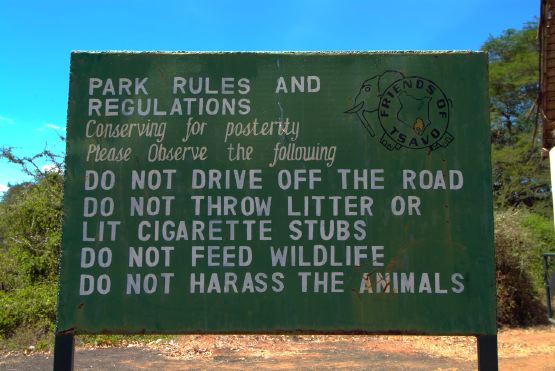 PARK RULES AND
REGULATIONS
Conserving for posterity
Please Observe the following
DO NOT DRIVE OFF THE ROAD
DO NOT THROW LITTER OR
LIT CIGARETTE STUBS
DO NOT FEED WILDLIFE
DO NOT HARASS THE ANIMALS
FRIENDS OF
TSAVO